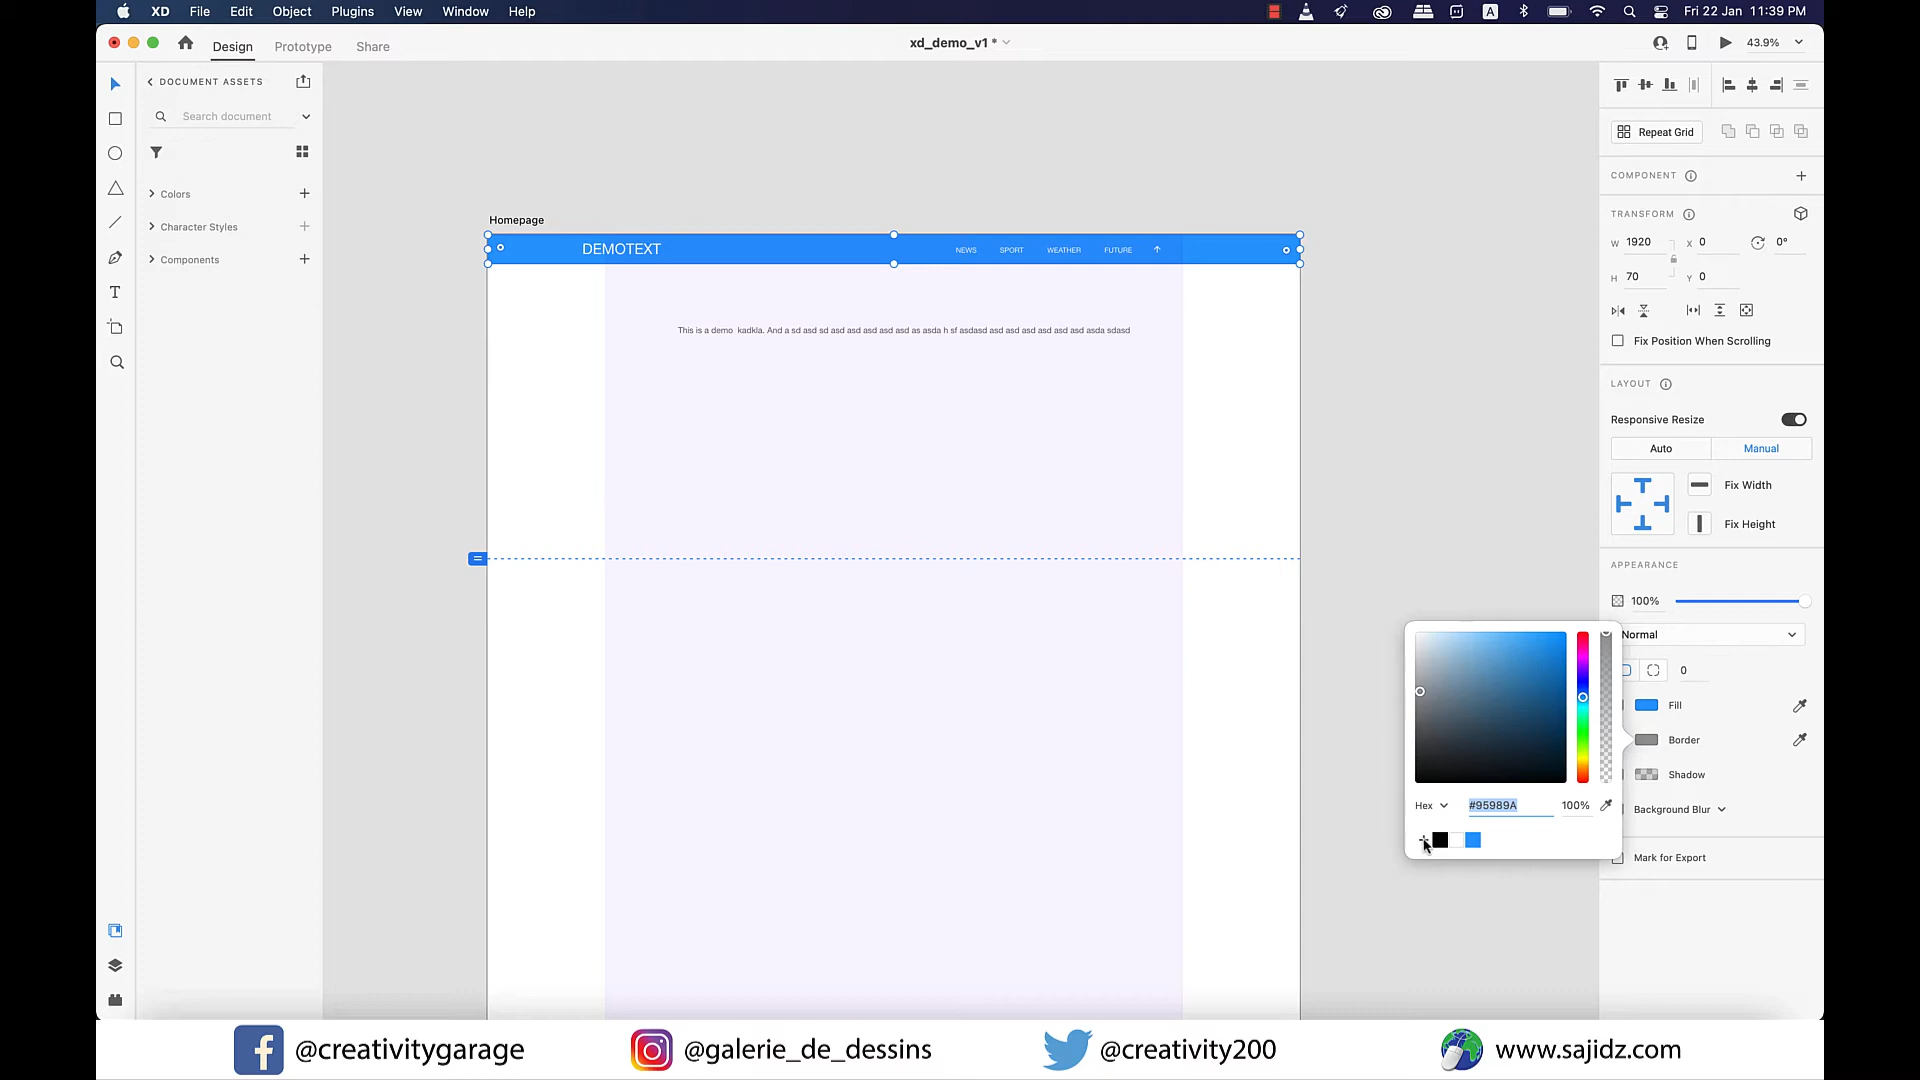 XD File Edit Object Plugins View Window Help
A Fri 22 Jan 11:39 PM
Design Prototype Share
xd_demo_v1 *
43.9%
DOCUMENT ASSETS
Search document
Colors
Character Styles
Components
Homepage
DEMOTEXT NEWS SPORT WEATHER FUTURE
This is a demo kadkla. And a sd asd sd asd asd asd asd asd as asda h sf asdasd asd asd asd asd asd asd asda sdasd
Repeat Grid
COMPONENT
TRANSFORM
W 1920 X 0 0°
H 70 Y 0
Fix Position When Scrolling
LAYOUT
Responsive Resize
Auto Manual
Fix Width
Fix Height
APPEARANCE
100%
Normal
0
Fill
Border
Shadow
Background Blur
Mark for Export
Hex #95989A 100%
@creativitygarage @galerie_de_dessins @creativity200 www.sajidz.com